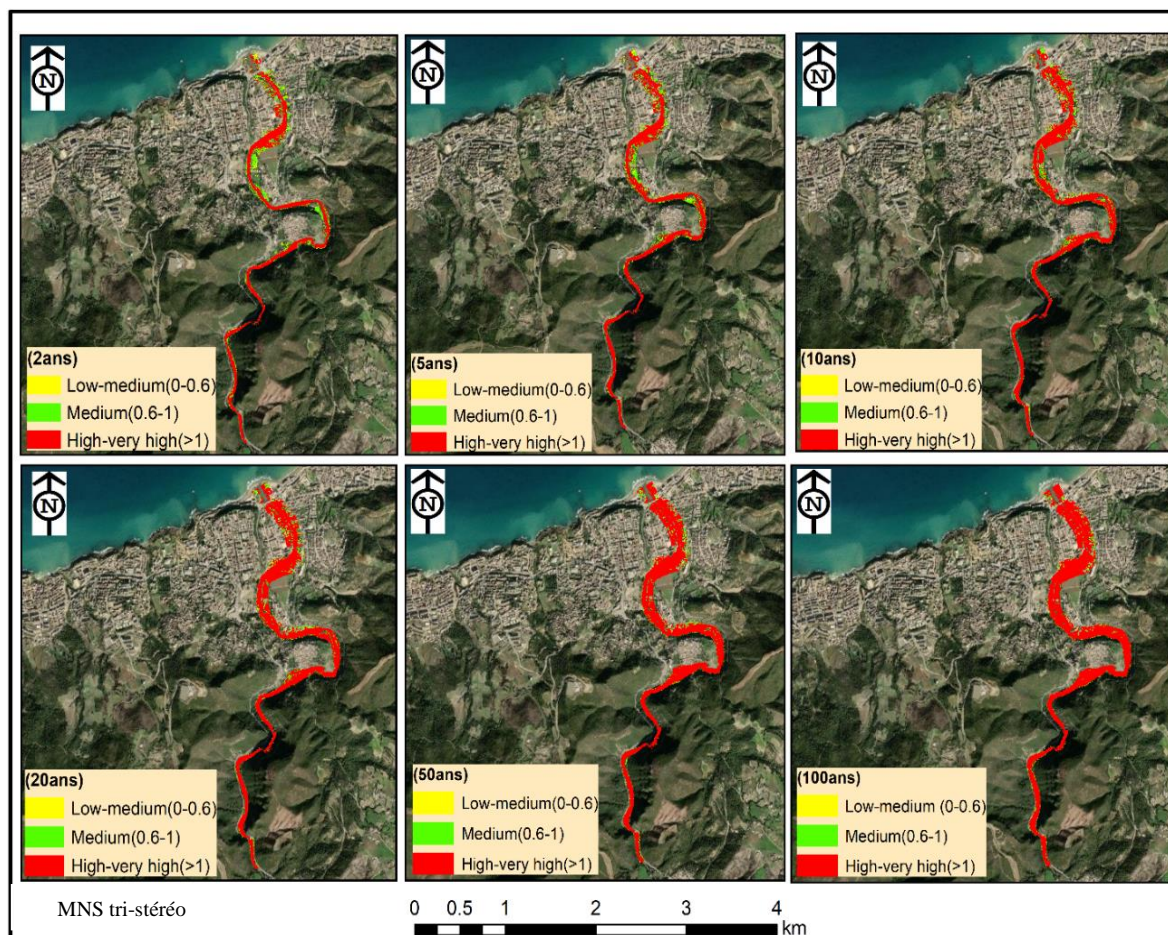 N
N
N
(2ans)
Low-medium(0-0.6)
Medium(0.6-1)
High-very high(>1)
(5ans)
Low-medium(0-0.6)
Medium(0.6-1)
High-very high(>1)
(10ans)
Low-medium(0-0.6)
Medium(0.6-1)
High-very high(>1)
N
N
N
(20ans)
Low-medium(0-0.6)
Medium(0.6-1)
High-very high(>1)
(50ans)
Low-medium(0-0.6)
Medium(0.6-1)
High-very high(>1)
(100ans)
Low-medium (0-0.6)
Medium(0.6-1)
High-very high(>1)
MNS tri-stéréo
0 0.5 1 2 3 4
km